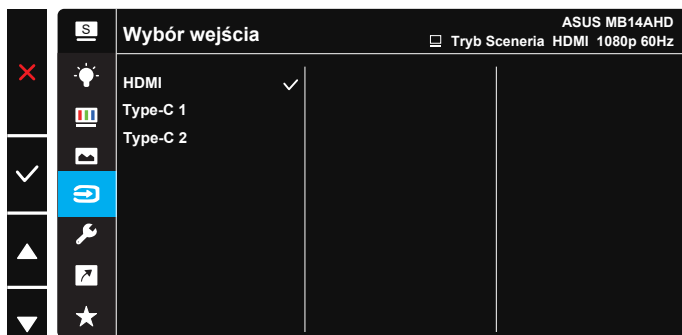 S
Wybór wejścia
ASUS MB14AHD
Tryb Sceneria HDMI 1080p 60Hz
HDMI
Type-C 1
Type-C 2